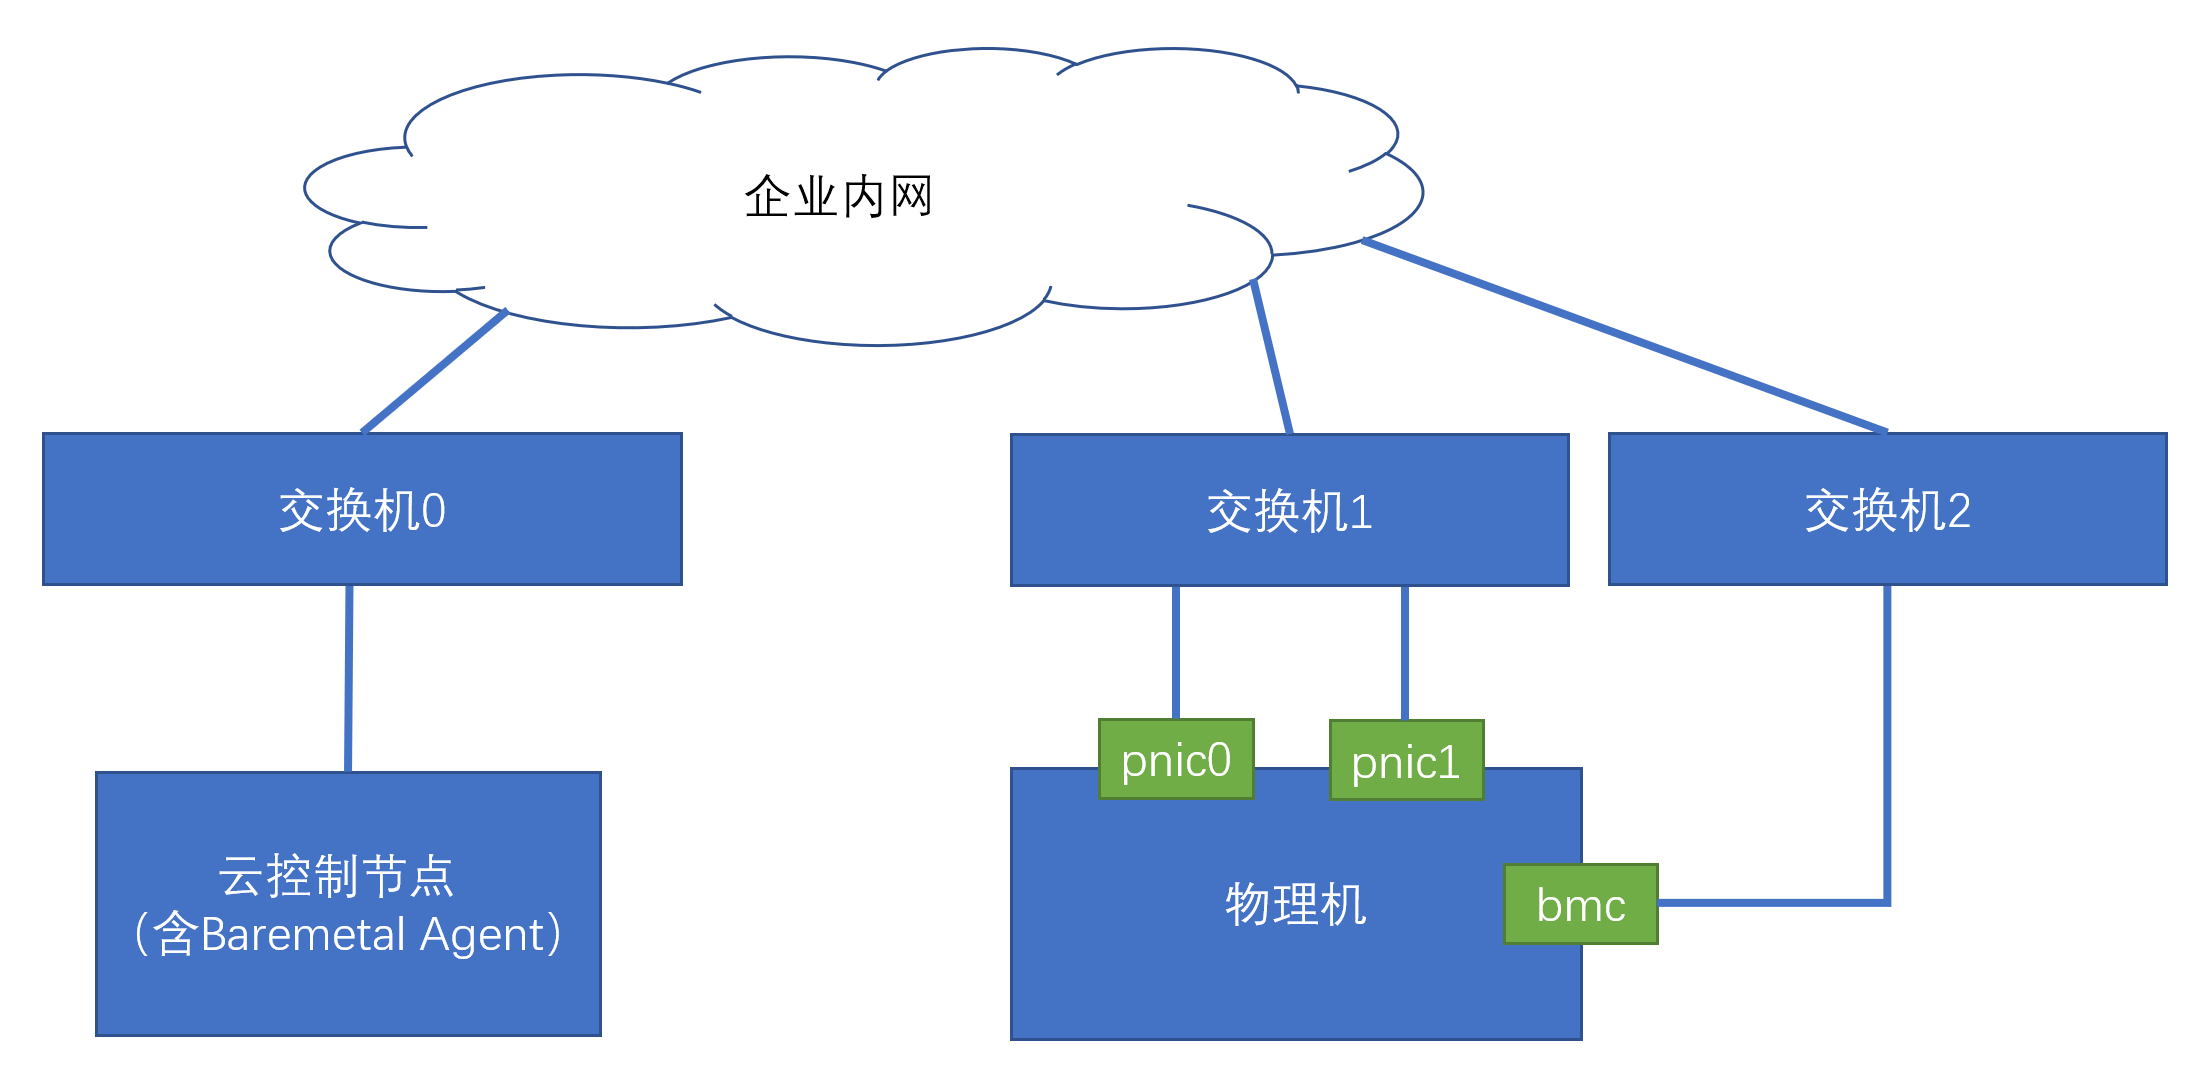 企业内网
交换机0
交换机1
交换机2
pnic0
pnic1
云控制节点
（含Baremetal Agent）
物理机
bmc